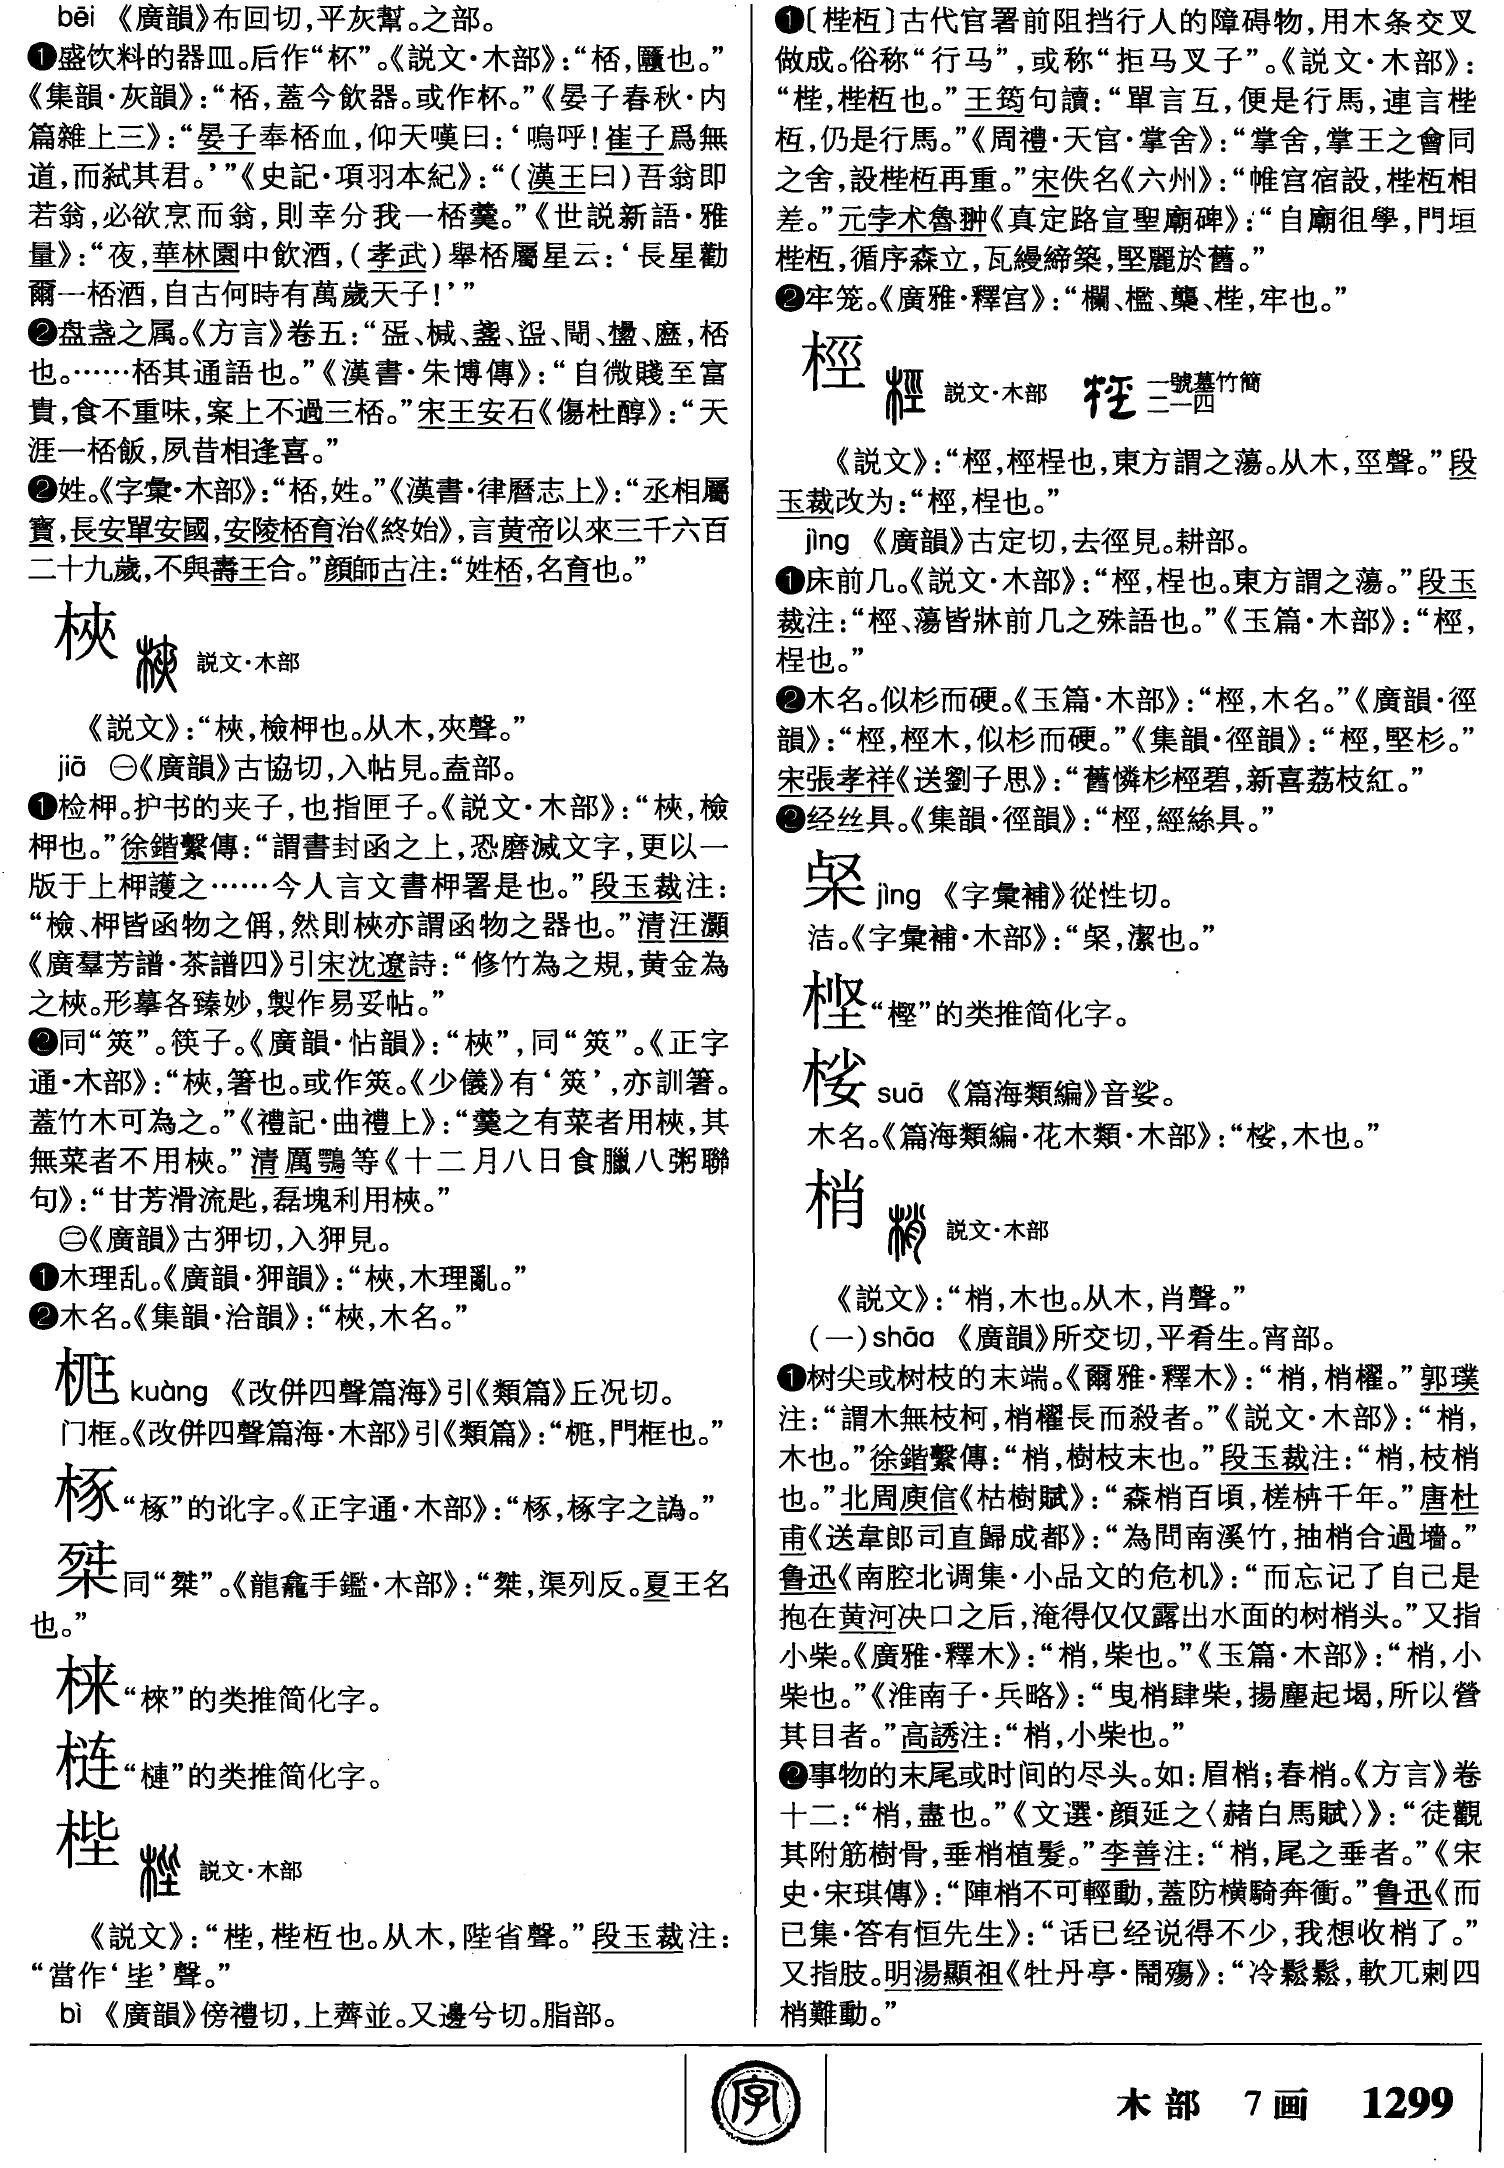 bēi 《廣韻》布回切,平灰幫。之部。
❶盛饮料的器皿。后作“杯”。《説文·木部》:“桮,𠥝也。”
《集韻·灰韻》:“桮,蓋今飲器。或作杯。”《晏子春秋·内
篇雜上三》:“晏子奉桮血,仰天嘆曰:‘嗚呼!崔子爲無
道,而弑其君。’”《史記·項羽本紀》:“(漢王曰)吾翁即
若翁,必欲烹而翁,則幸分我一桮羹。”《世説新語·雅
量》:“夜,華林園中飲酒,(孝武)舉桮屬星云:‘長星勸
爾一桮酒,自古何時有萬歲天子!’”
❷盘盏之属。《方言》卷五:“㿿、械、盞、𥁓、㽃、㼐、㽅,桮
也。……桮其通語也。”《漢書·朱博傳》:“自微賤至富
貴,食不重味,案上不過三桮。”宋王安石《傷杜醇》:“天
涯一桮飯,夙昔相逢喜。”
❷姓。《字彙·木部》:“桮,姓。”《漢書·律曆志上》:“丞相屬
寶,長安單安國,安陵桮育治《終始》,言黄帝以來三千六百
二十九歲,不與壽王合。”顔師古注:“姓桮,名育也。”
梜 説文·木部
《説文》:“梜,檢柙也。从木,夾聲。”
jiā ㊀《廣韻》古協切,入帖見。盍部。
❶检柙。护书的夹子,也指匣子。《説文·木部》:“梜,檢
柙也。”徐鍇繫傳:“謂書封函之上,恐磨滅文字,更以一
版于上柙護之……今人言文書柙署是也。”段玉裁注:
“檢、柙皆函物之偁,然則梜亦謂函物之器也。”清汪灝
《廣羣芳譜·茶譜四》引宋沈遼詩:“修竹為之規,黄金為
之梜。形摹各臻妙,製作易妥帖。”
❷同“筴”。筷子。《廣韻·怗韻》:“梜”,同“筴”。《正字
通·木部》:“梜,箸也。或作筴。《少儀》有‘筴’,亦訓箸。
蓋竹木可為之。”《禮記·曲禮上》:“羹之有菜者用梜,其
無菜者不用梜。”清厲鶚等《十二月八日食臘八粥聯
句》:“甘芳滑流匙,磊塊利用梜。”
㊁《廣韻》古狎切,入狎見。
❶木理乱。《廣韻·狎韻》:“梜,木理亂。”
❷木名。《集韻·洽韻》:“梜,木名。”
kuàng 《改併四聲篇海》引《類篇》丘况切。
门框。《改併四聲篇海·木部》引《類篇》:“,門框也。”
“椓”的讹字。《正字通·木部》:“,椓字之譌。”
同“桀”。《龍龕手鑑·木部》:“,渠列反。夏王名
也。”
梾“棶”的类推简化字。
梿“槤”的类推简化字。
梐 説文·木部
《説文》:“梐,梐枑也。从木,陛省聲。”段玉裁注:
“當作‘坒’聲。”
bì 《廣韻》傍禮切,上薺並。又邊兮切。脂部。
❶〔梐枑〕古代官署前阻挡行人的障碍物,用木条交叉
做成。俗称“行马”,或称“拒马叉子”。《説文·木部》:
“梐,梐枑也。”王筠句讀:“單言互,便是行馬,連言梐
枑,仍是行馬。”《周禮·天官·掌舍》:“掌舍,掌王之會同
之舍,設梐枑再重。”宋佚名《六州》:“帷宫宿設,梐枑相
差。”元孛术魯翀《真定路宣聖廟碑》:“自廟徂學,門垣
梐枑,循序森立,瓦縵締築,堅麗於舊。”
❷牢笼。《廣雅·釋宫》:“欄、檻、櫳、梐,牢也。”
桱 説文·木部 一號墓竹簡
二一四
《説文》:“桱,桱桯也,東方謂之蕩。从木,巠聲。”段
玉裁改为:“桱,桯也。”
jìng 《廣韻》古定切,去徑見。耕部。
❶床前几。《説文·木部》:“桱,桯也。東方謂之蕩。”段玉
裁注:“桱、蕩皆牀前几之殊語也。”《玉篇·木部》:“桱,
桯也。”
❷木名。似杉而硬。《玉篇·木部》:“桱,木名。”《廣韻·徑
韻》:“桱,桱木,似杉而硬。”《集韻·徑韻》:“桱,堅杉。”
宋張孝祥《送劉子思》:“舊憐杉桱碧,新喜荔枝紅。”
❷经丝具。《集韻·徑韻》:“桱,經絲具。”
jìng 《字彙補》從性切。
洁。《字彙補·木部》:“,潔也。”
“樫”的类推简化字。
suā 《篇海類編》音娑。
木名。《篇海類編·花木類·木部》:“,木也。”
梢 説文·木部
《説文》:“梢,木也。从木,肖聲。”
(一)shāo 《廣韻》所交切,平肴生。宵部。
❶树尖或树枝的末端。《爾雅·釋木》:“梢,梢櫂。”郭璞
注:“謂木無枝柯,梢櫂長而殺者。”《説文·木部》:“梢,
木也。”徐鍇繫傳:“梢,樹枝末也。”段玉裁注:“梢,枝梢
也。”北周庾信《枯樹賦》:“森梢百頃,槎枿千年。”唐杜
甫《送韋郎司直歸成都》:“為問南溪竹,抽梢合過墻。”
鲁迅《南腔北调集·小品文的危机》:“而忘记了自己是
抱在黄河决口之后,淹得仅仅露出水面的树梢头。”又指
小柴。《廣雅·釋木》:“梢,柴也。”《玉篇·木部》:“梢,小
柴也。”《淮南子·兵略》:“曳梢肆柴,揚塵起堨,所以營
其目者。”高誘注:“梢,小柴也。”
❷事物的末尾或时间的尽头。如:眉梢;春梢。《方言》卷
十二:“梢,盡也。”《文選·顔延之〈赭白馬賦〉》:“徒觀
其附筋樹骨,垂梢植髮。”李善注:“梢,尾之垂者。”《宋
史·宋琪傳》:“陣梢不可輕動,蓋防横騎奔衝。”鲁迅《而
已集·答有恒先生》:“话已经说得不少,我想收梢了。”
又指肢。明湯顯祖《牡丹亭·鬧殤》:“冷鬆鬆,軟兀剌四
梢難動。”
字
木部 7画 1299